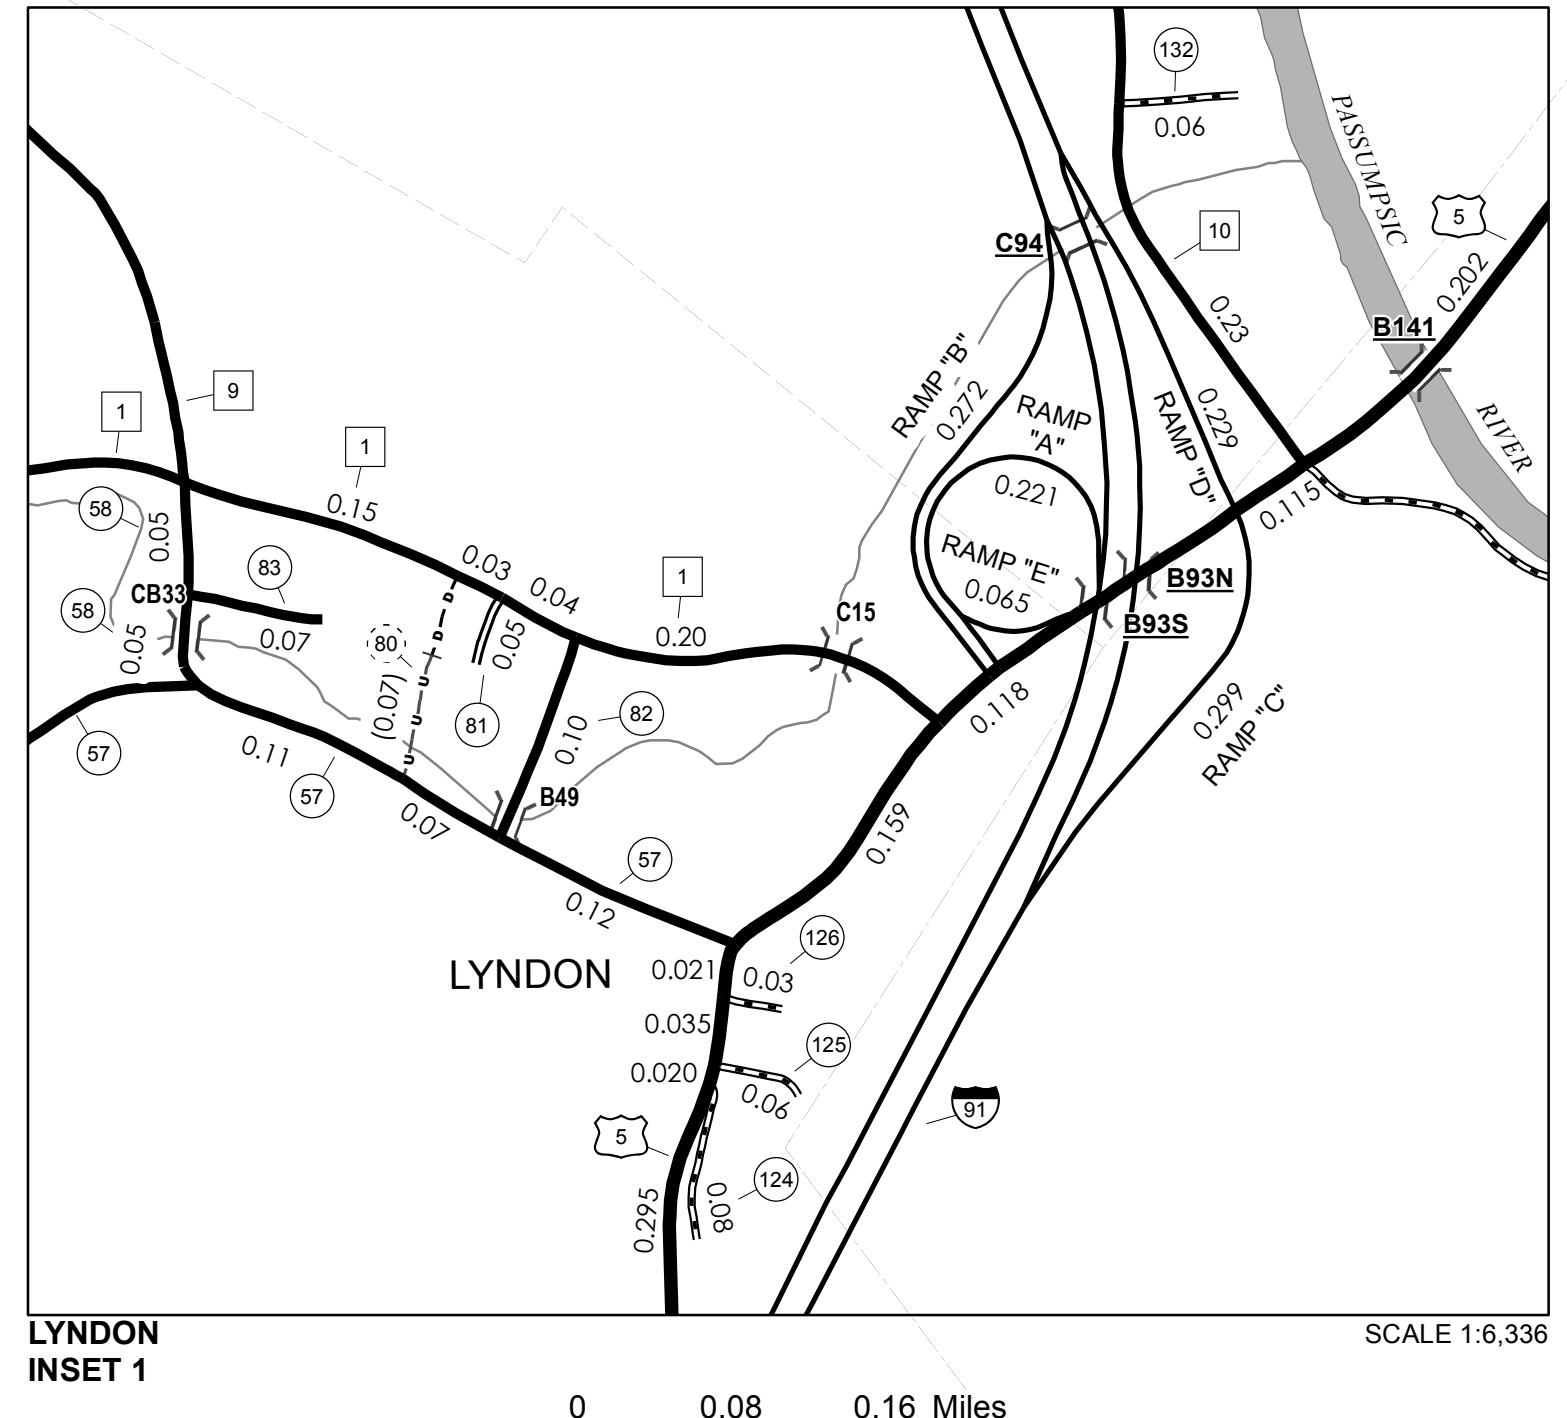 132
0.06
PASSUMPSIC
5
10
C94
0.202
0.23
B141
RAMP "B"
0.272
9
1
RAMP
"A"
0.229
RAMP "D"
RIVER
1
0.221
0.115
58
0.05
0.15
RAMP "E"
0.065
83
0.03
0.04
1
B93N
CB33
C15
58
0.05
0.07
80
0.05
0.20
B93S
(0.07)
D
D
U
U
U
81
82
0.10
0.118
0.299
RAMP "C"
57
0.11
57
B49
0.07
0.159
57
0.12
126
LYNDON
0.021
0.03
0.035
125
0.020
0.06
91
5
124
0.08
0.295
LYNDON
INSET 1
SCALE 1:6,336
0 0.08 0.16 Miles